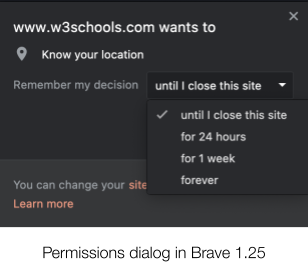 www.w3schools.com wants to
Know your location
Remember my decision until I close this site
until I close this site
for 24 hours
for 1 week
forever
You can change your site
Learn more
Permissions dialog in Brave 1.25